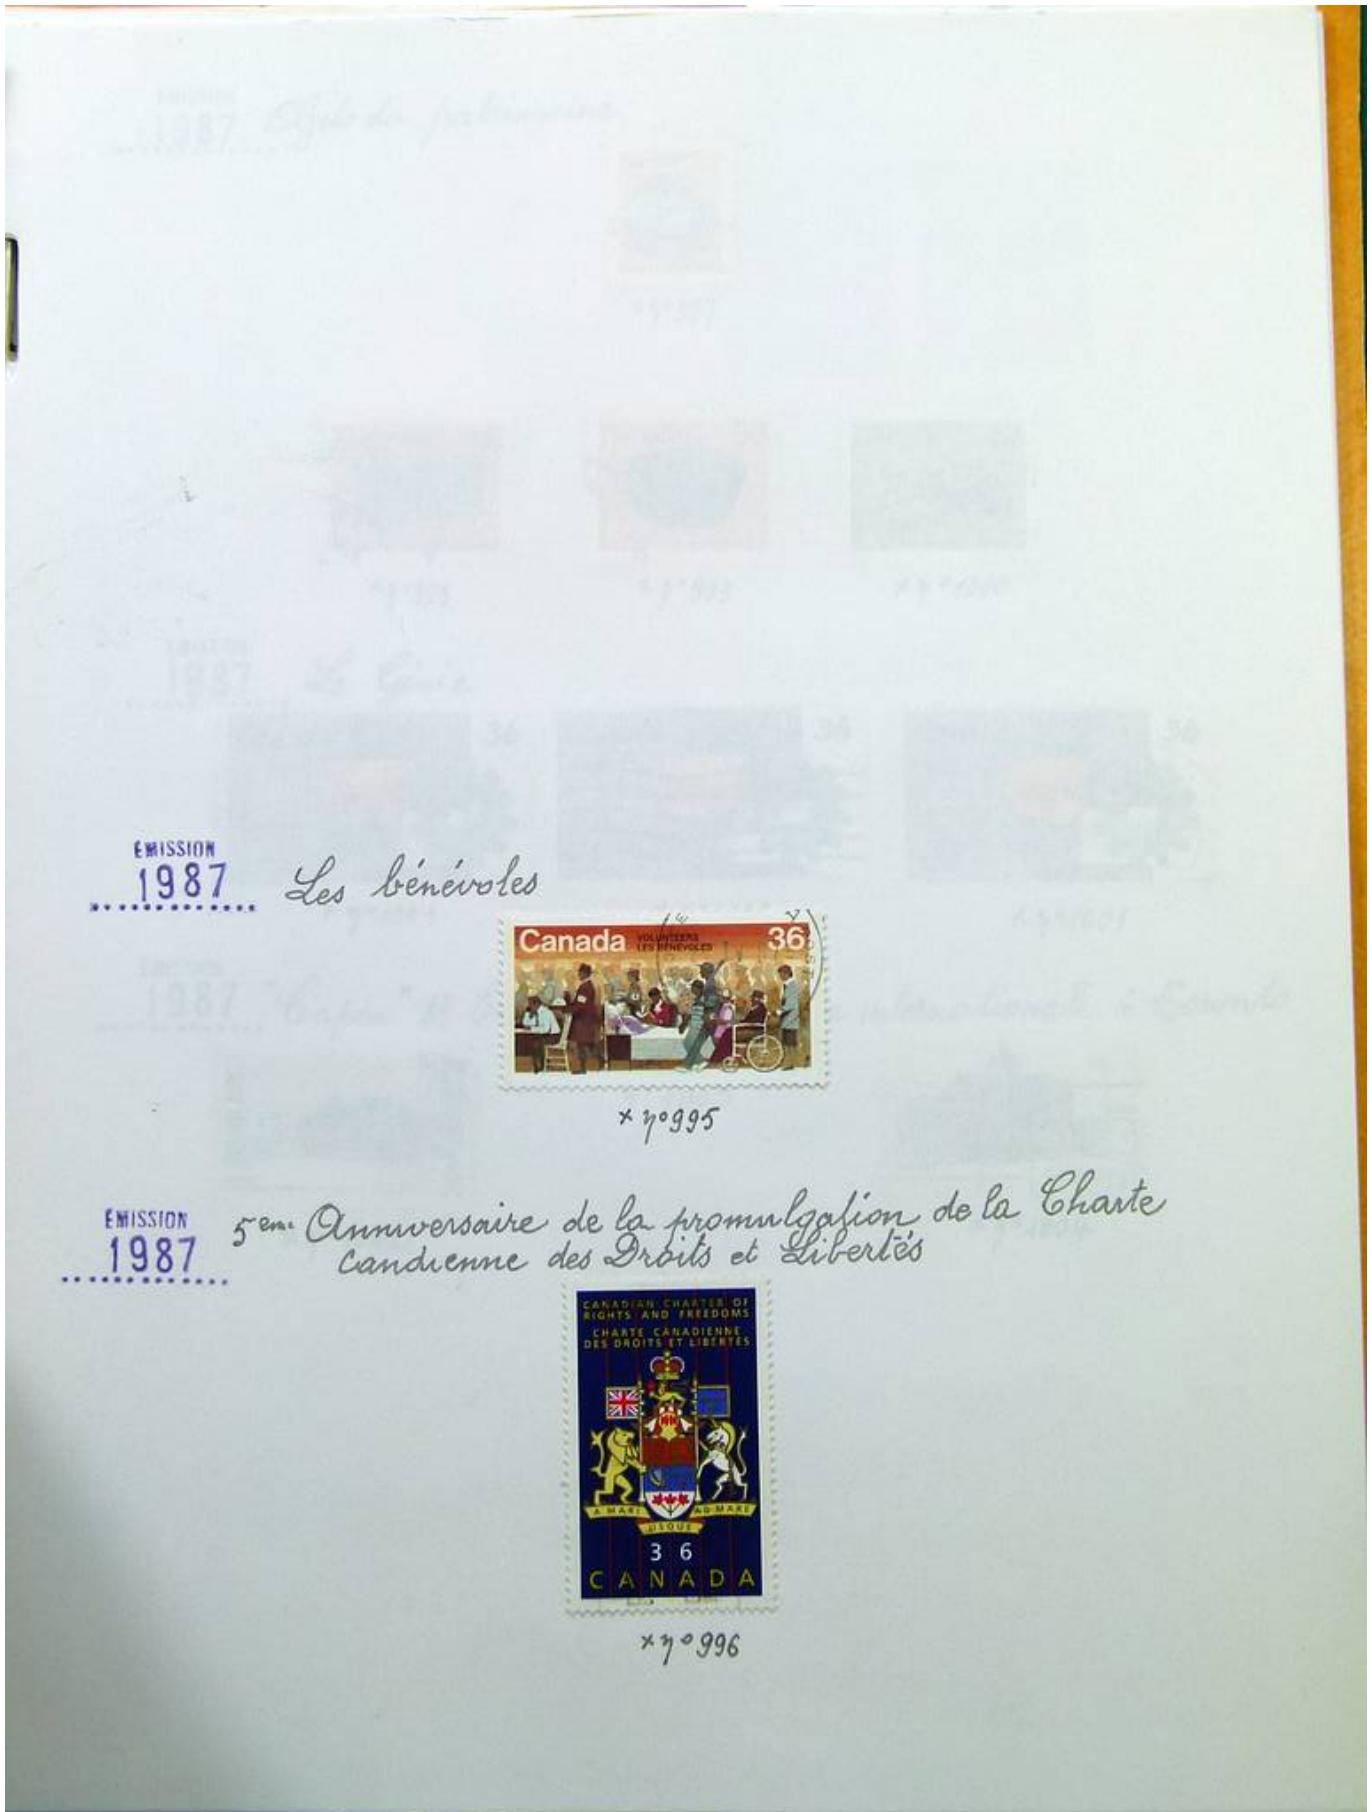 EMISSION
1987 Les bénévoles
Canada VOLUNTEERS 36
LES BÉNÉVOLES
x Y°995
EMISSION
1987
5em. Anniversaire de la promulgation de la Charte
Candienne des Droits et Libertés
CANADIAN CHARTER OF
RIGHTS AND FREEDOMS
CHARTE CANADIENNE
DES DROITS ET LIBERTÉS
A MARI AD MARE
USQUE
36
CANADA
x Y°996